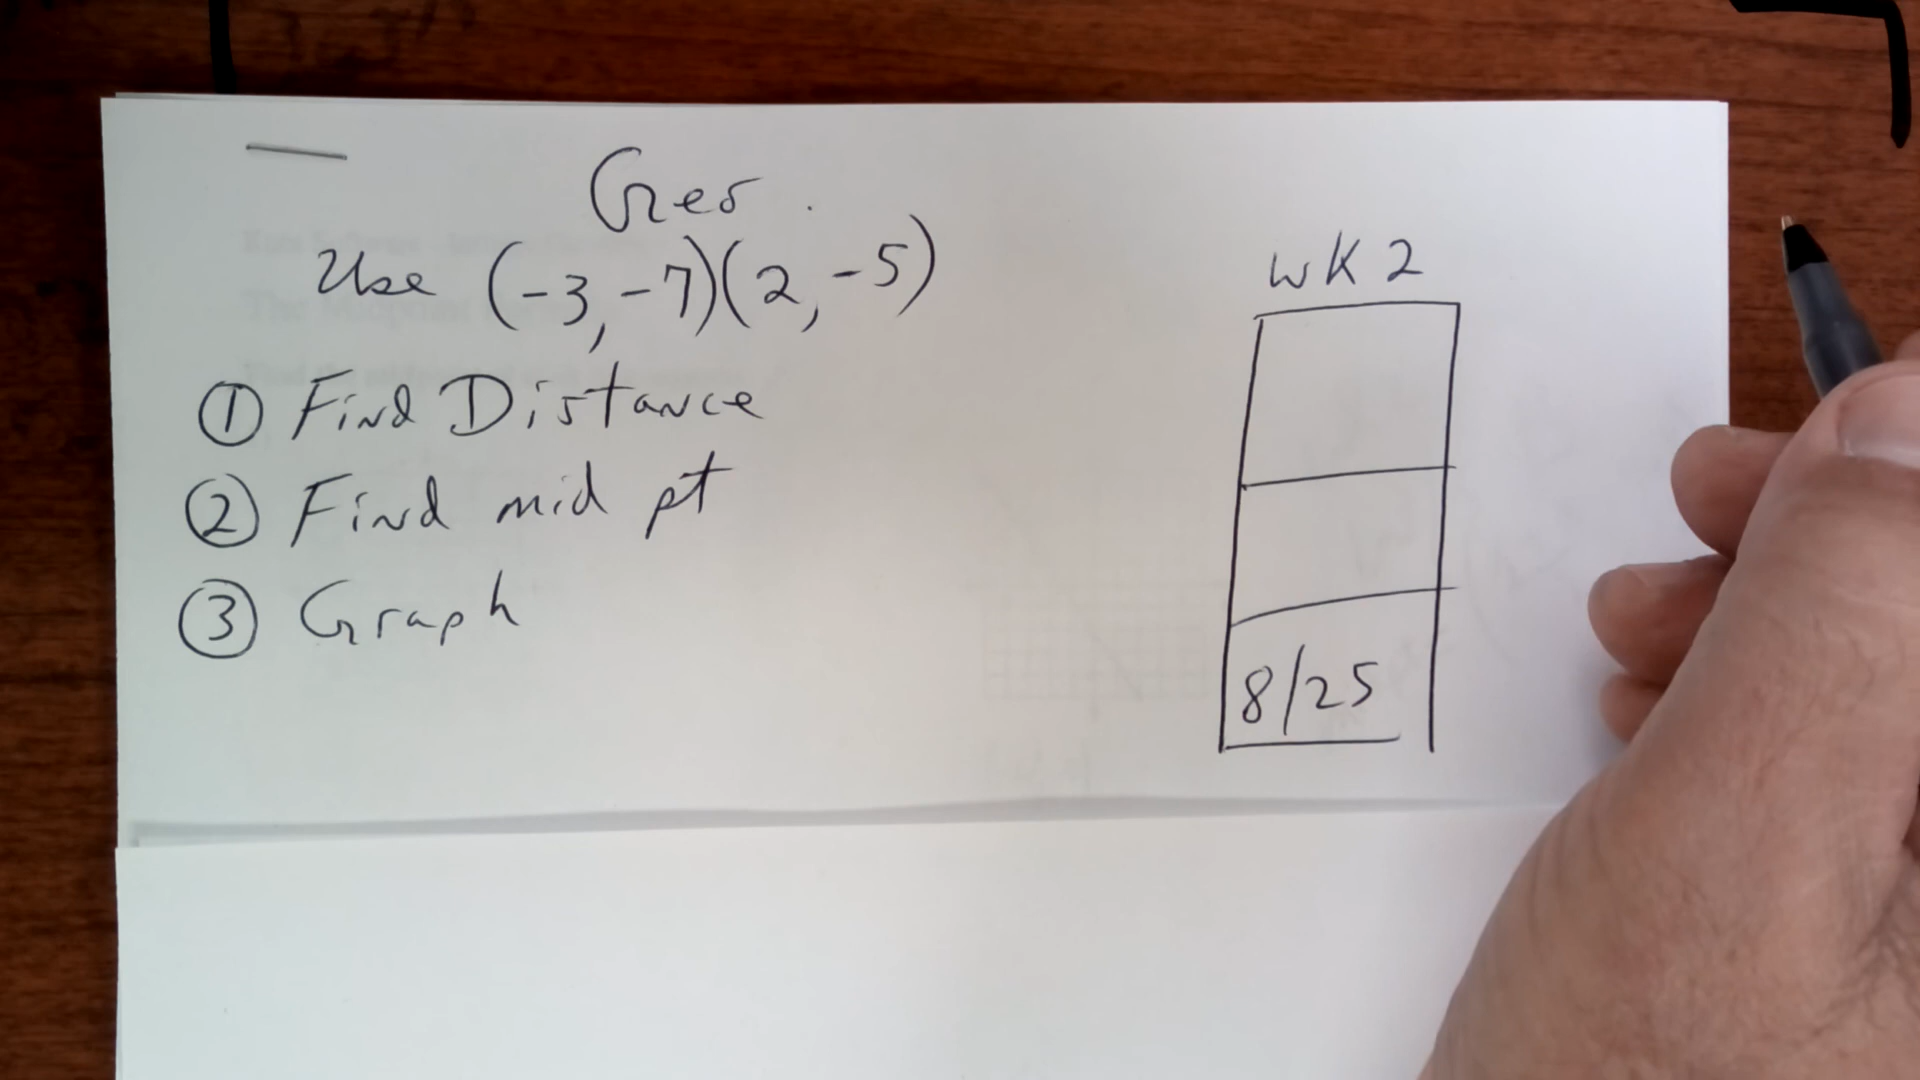 Geo.
Use (-3, -7)(2, -5)
① Find Distance
② Find mid pt
③ Graph
WK 2
8/25